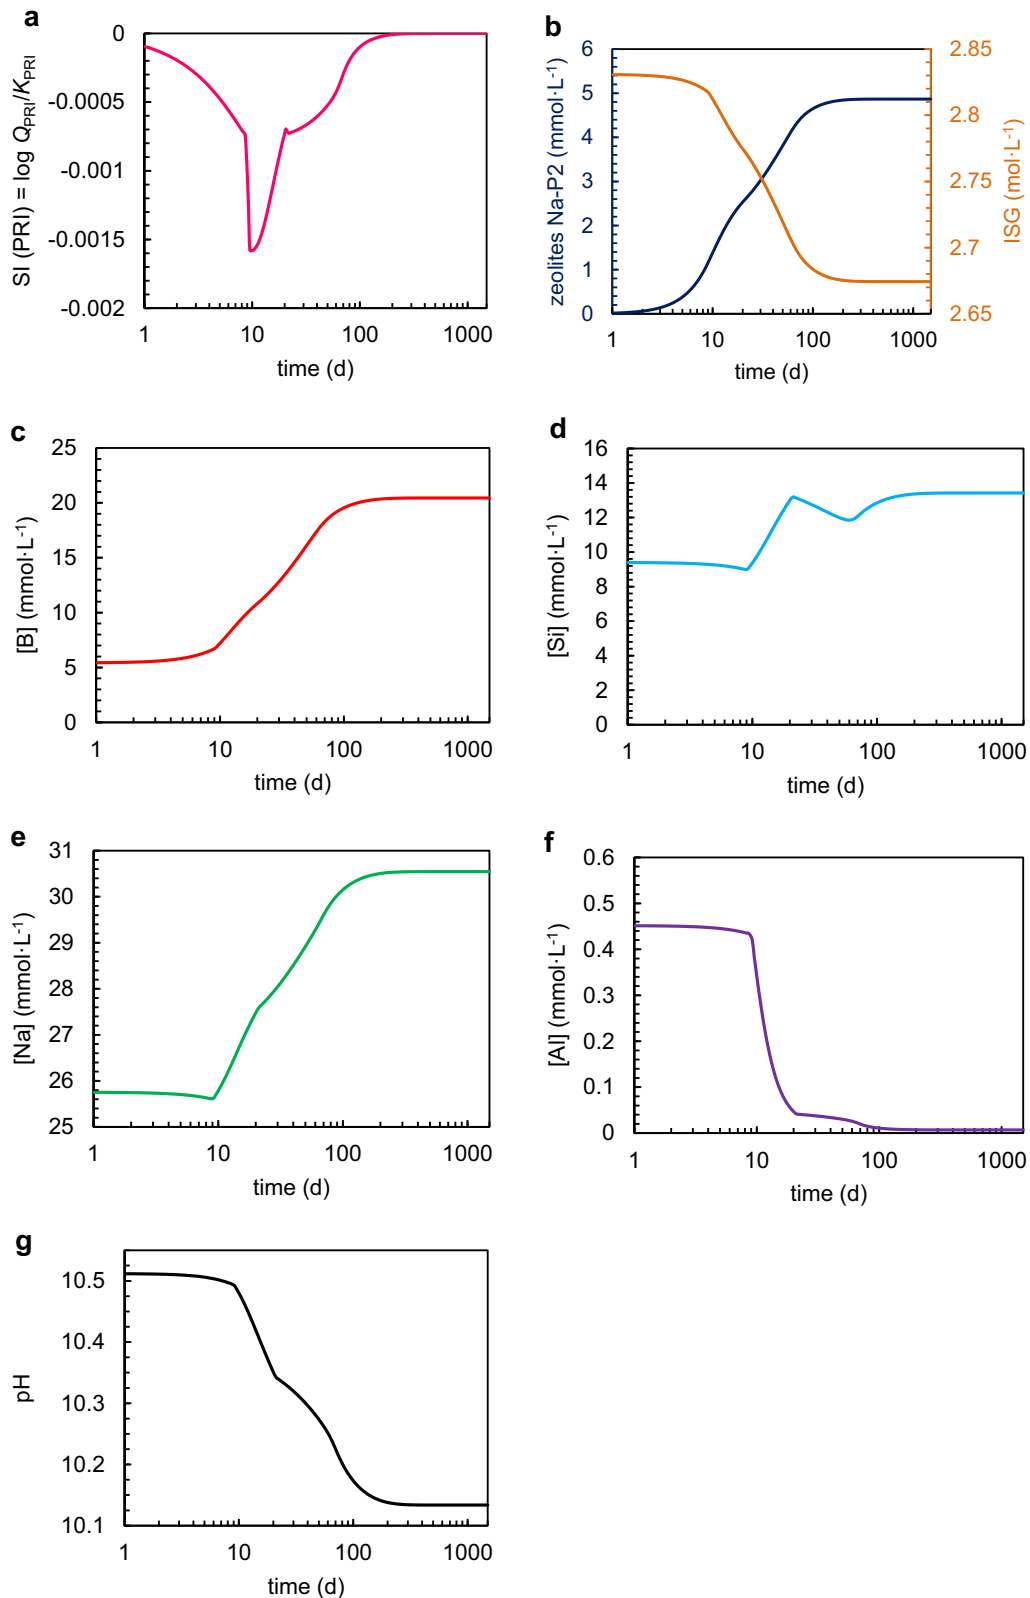 a
0
-0.0005
-0.001
-0.0015
-0.002
SI (PRI) = log Q_PRI/K_PRI
1 10 100 1000
time (d)
b
6
5
4
3
2
1
0
zeolites Na-P2 (mmol·L⁻¹)
2.85
2.8
2.75
2.7
2.65
ISG (mol·L⁻¹)
1 10 100 1000
time (d)
c
25
20
15
10
5
0
[B] (mmol·L⁻¹)
1 10 100 1000
time (d)
d
16
14
12
10
8
6
4
2
0
[Si] (mmol·L⁻¹)
1 10 100 1000
time (d)
e
31
30
29
28
27
26
25
[Na] (mmol·L⁻¹)
1 10 100 1000
time (d)
f
0.6
0.5
0.4
0.3
0.2
0.1
0
[Al] (mmol·L⁻¹)
1 10 100 1000
time (d)
g
10.5
10.4
10.3
10.2
10.1
pH
1 10 100 1000
time (d)